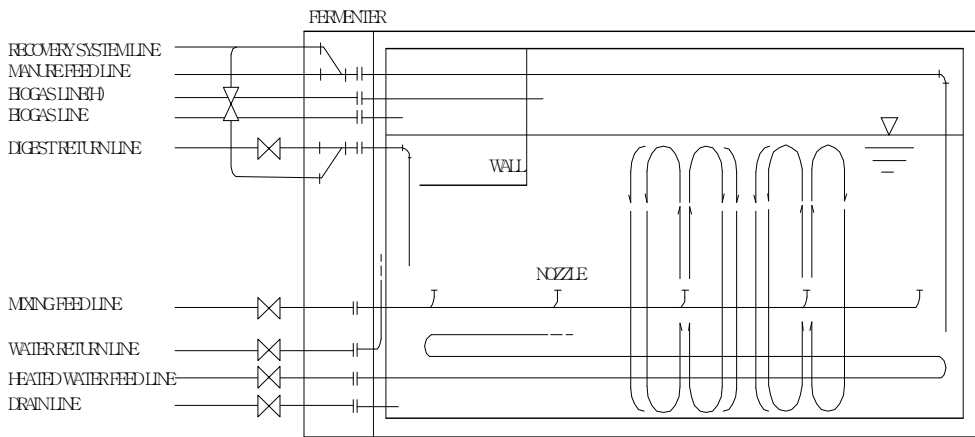 FERMENTER
RECOVERY SYSTEM LINE
MANURE FEED LINE
BIOGAS LINE(H)
BIOGAS LINE
DIGEST RETURN LINE
WALL
NOZZLE
MIXING FEED LINE
WATER RETURN LINE
HEATED WATER FEED LINE
DRAIN LINE